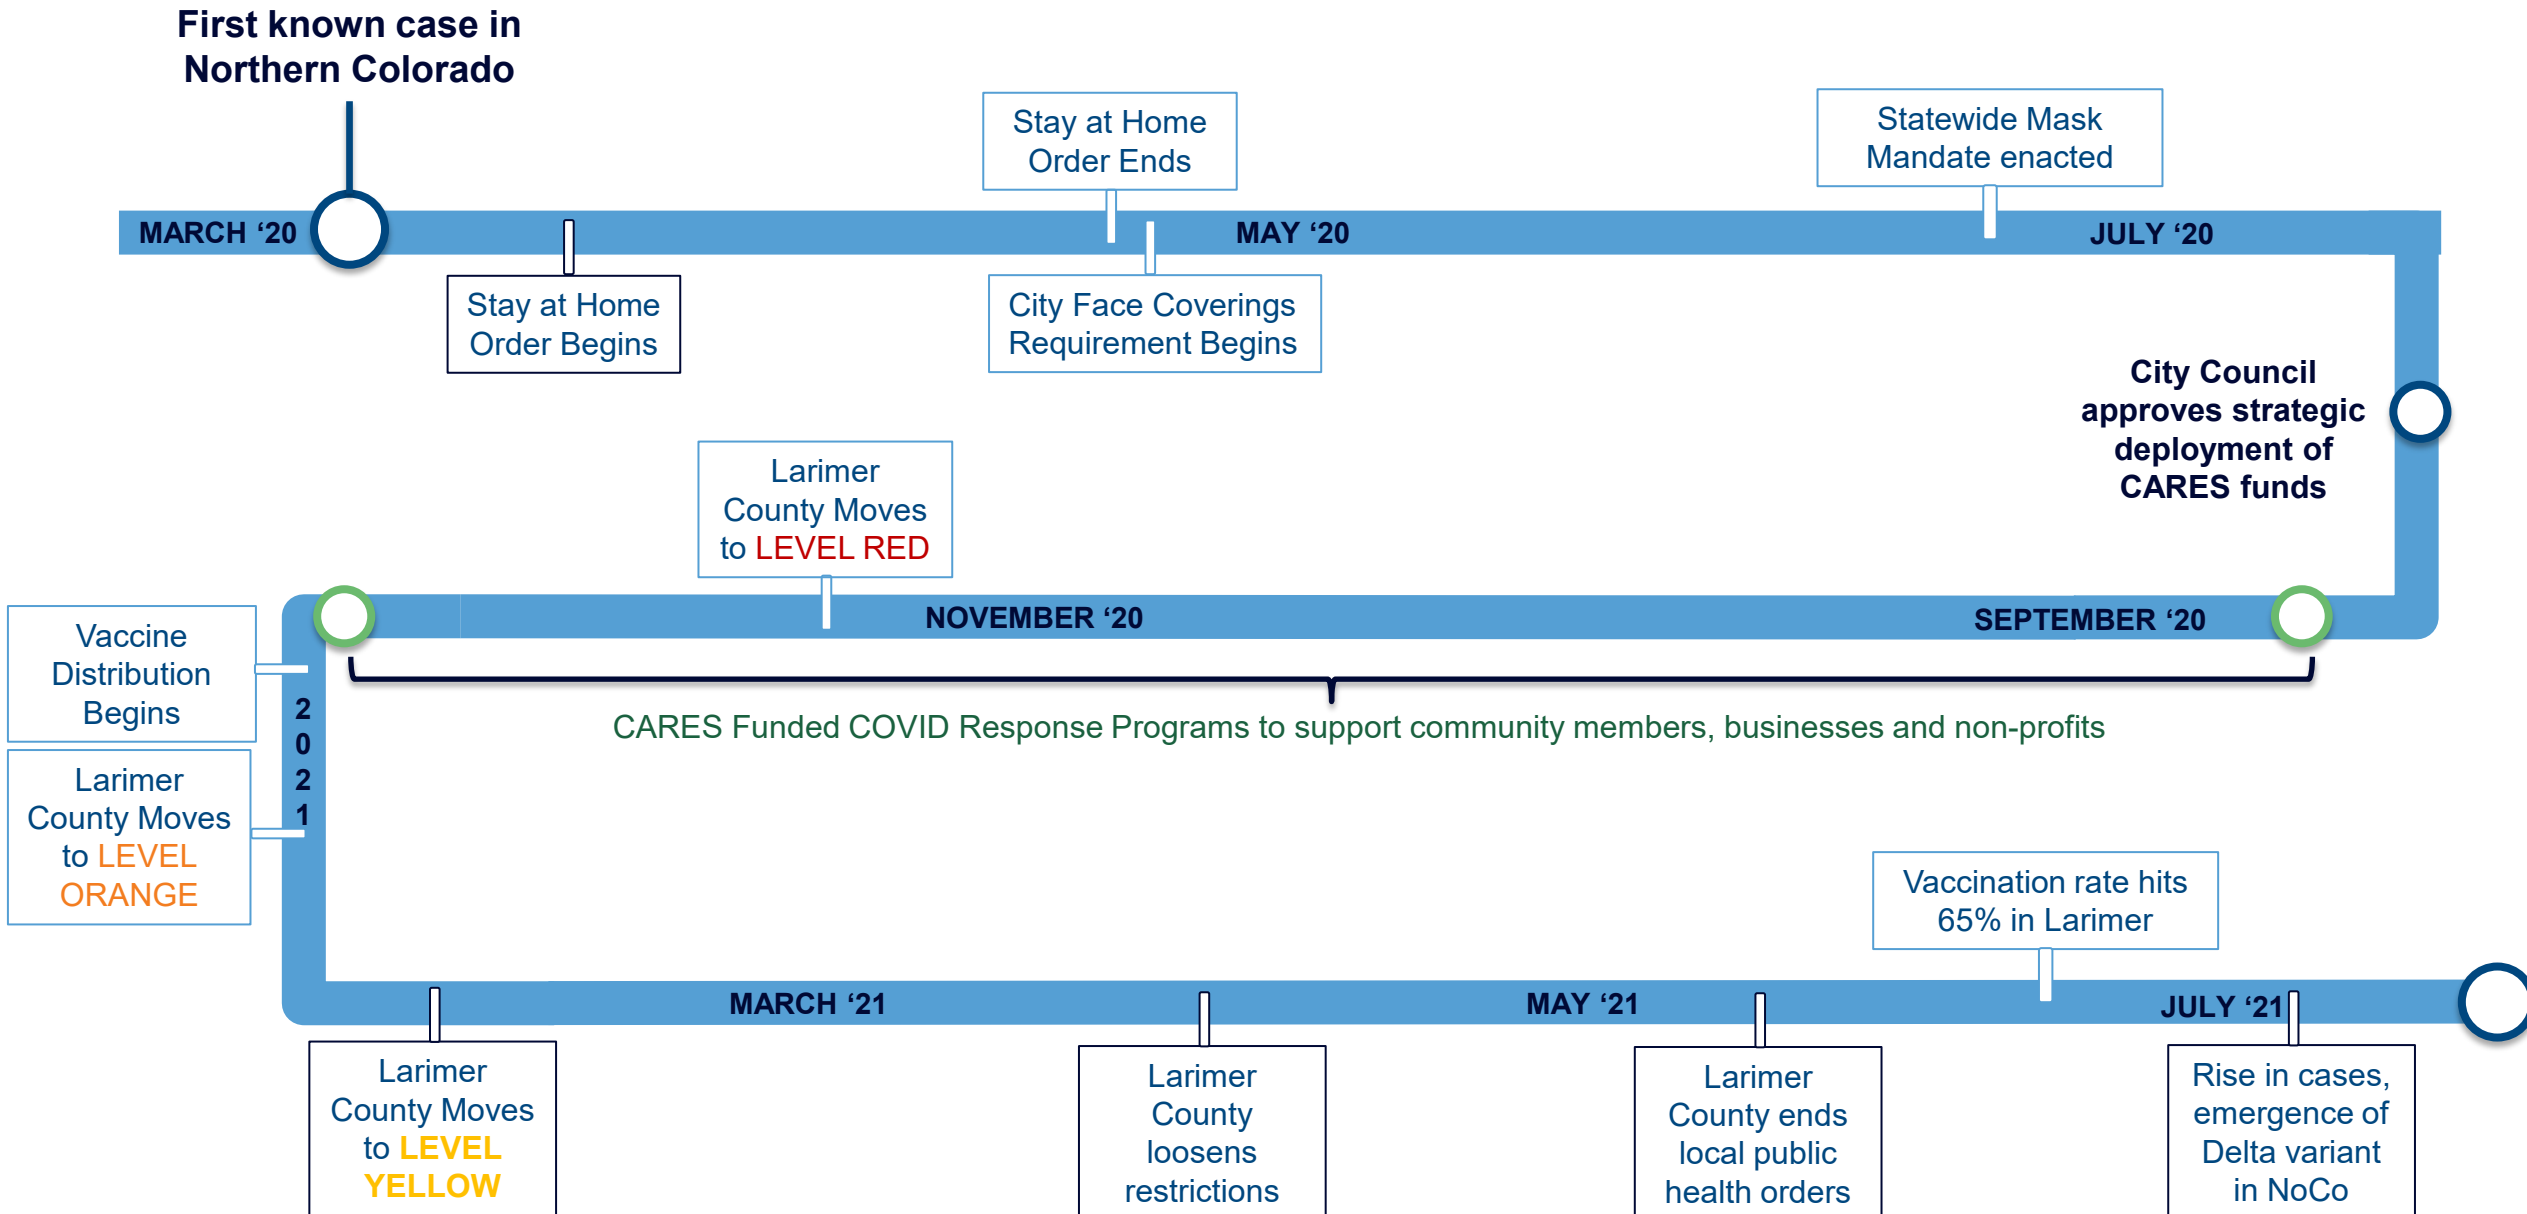 First known case in
Northern Colorado
Stay at Home
Order Ends
Statewide Mask
Mandate enacted
MARCH ‘20
MAY ‘20
JULY ‘20
Stay at Home
Order Begins
City Face Coverings
Requirement Begins
City Council
approves strategic
deployment of
CARES funds
Larimer
County Moves
to LEVEL RED
SEPTEMBER ‘20
NOVEMBER ‘20
CARES Funded COVID Response Programs to support community members, businesses and non-profits
Vaccine
Distribution
Begins
2
0
2
1
Larimer
County Moves
to LEVEL
ORANGE
Vaccination rate hits
65% in Larimer
MARCH ‘21
MAY ‘21
JULY ‘21
Larimer
County Moves
to LEVEL
YELLOW
Larimer
County
loosens
restrictions
Larimer
County ends
local public
health orders
Rise in cases,
emergence of
Delta variant
in NoCo